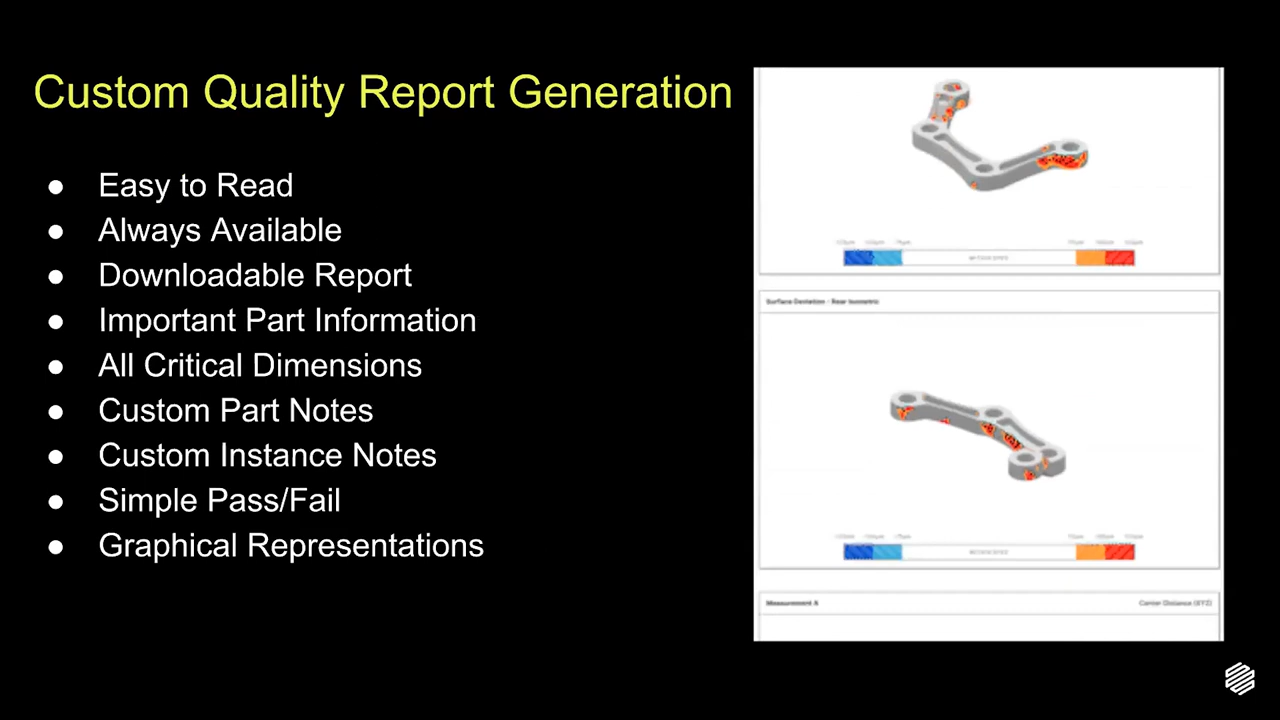 Custom Quality Report Generation
● Easy to Read
● Always Available
● Downloadable Report
● Important Part Information
● All Critical Dimensions
● Custom Part Notes
● Custom Instance Notes
● Simple Pass/Fail
● Graphical Representations
Surface Deviation - Rear Isometric
Measurement A
Center Distance (XYZ)